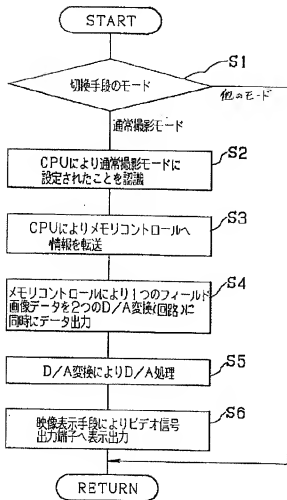 START
S1
切換手段のモード
他のモード
通常撮影モード
S2
CPUにより通常撮影モードに
設定されたことを認識
S3
CPUによりメモリコントロールへ
情報を転送
S4
メモリコントロールにより1つのフィールド
画像データを2つのD/A変換(回路)に
同時にデータ出力
S5
D/A変換によりD/A処理
S6
映像表示手段によりビデオ信号
出力端子へ表示出力
RETURN